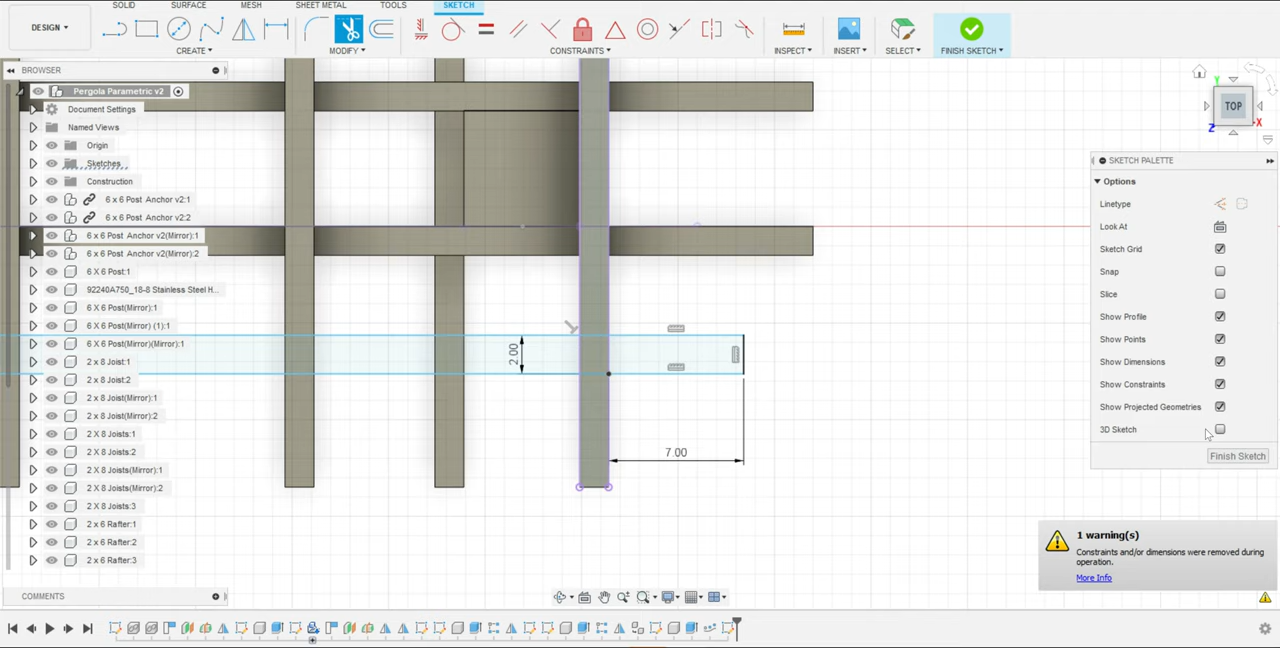 SOLID
SURFACE
MESH
SHEET METAL
TOOLS
SKETCH
DESIGN ▾
CREATE ▾
MODIFY ▾
CONSTRAINTS ▾
INSPECT ▾
INSERT ▾
SELECT ▾
FINISH SKETCH ▾
BROWSER
Pergola Parametric v2
Document Settings
Named Views
Origin
Sketches
Construction
6 x 6 Post Anchor v2:1
6 x 6 Post Anchor v2:2
6 x 6 Post Anchor v2(Mirror):1
6 x 6 Post Anchor v2(Mirror):2
6 X 6 Post:1
92240A750_18-8 Stainless Steel H...
6 X 6 Post(Mirror):1
6 X 6 Post(Mirror) (1):1
6 X 6 Post(Mirror)(Mirror):1
2 x 8 Joist:1
2 x 8 Joist:2
2 x 8 Joist(Mirror):1
2 x 8 Joist(Mirror):2
2 X 8 Joists:1
2 X 8 Joists:2
2 X 8 Joists(Mirror):1
2 X 8 Joists(Mirror):2
2 X 8 Joists:3
2 x 6 Rafter:1
2 x 6 Rafter:2
2 x 6 Rafter:3
COMMENTS
2.00
7.00
Y
TOP
X
Z
SKETCH PALETTE
Options
Linetype
Look At
Sketch Grid
Snap
Slice
Show Profile
Show Points
Show Dimensions
Show Constraints
Show Projected Geometries
3D Sketch
Finish Sketch
1 warning(s)
Constraints and/or dimensions were removed during
operation.
More Info